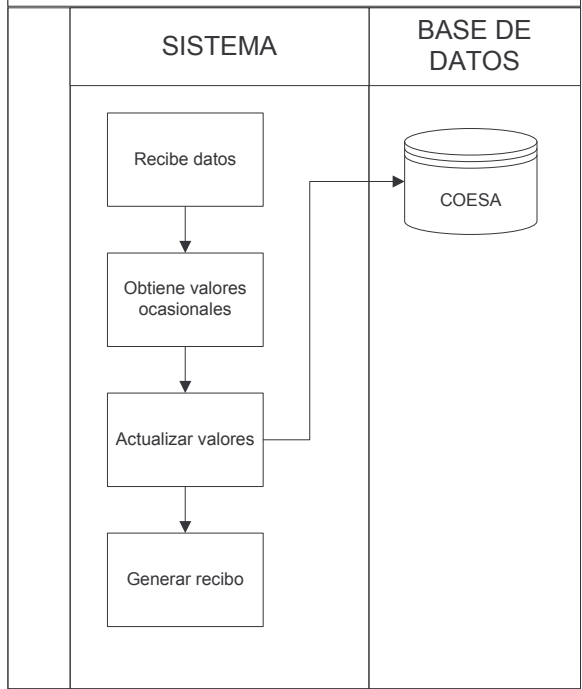 SISTEMA
BASE DE
DATOS
Recibe datos
COESA
Obtiene valores
ocasionales
Actualizar valores
Generar recibo